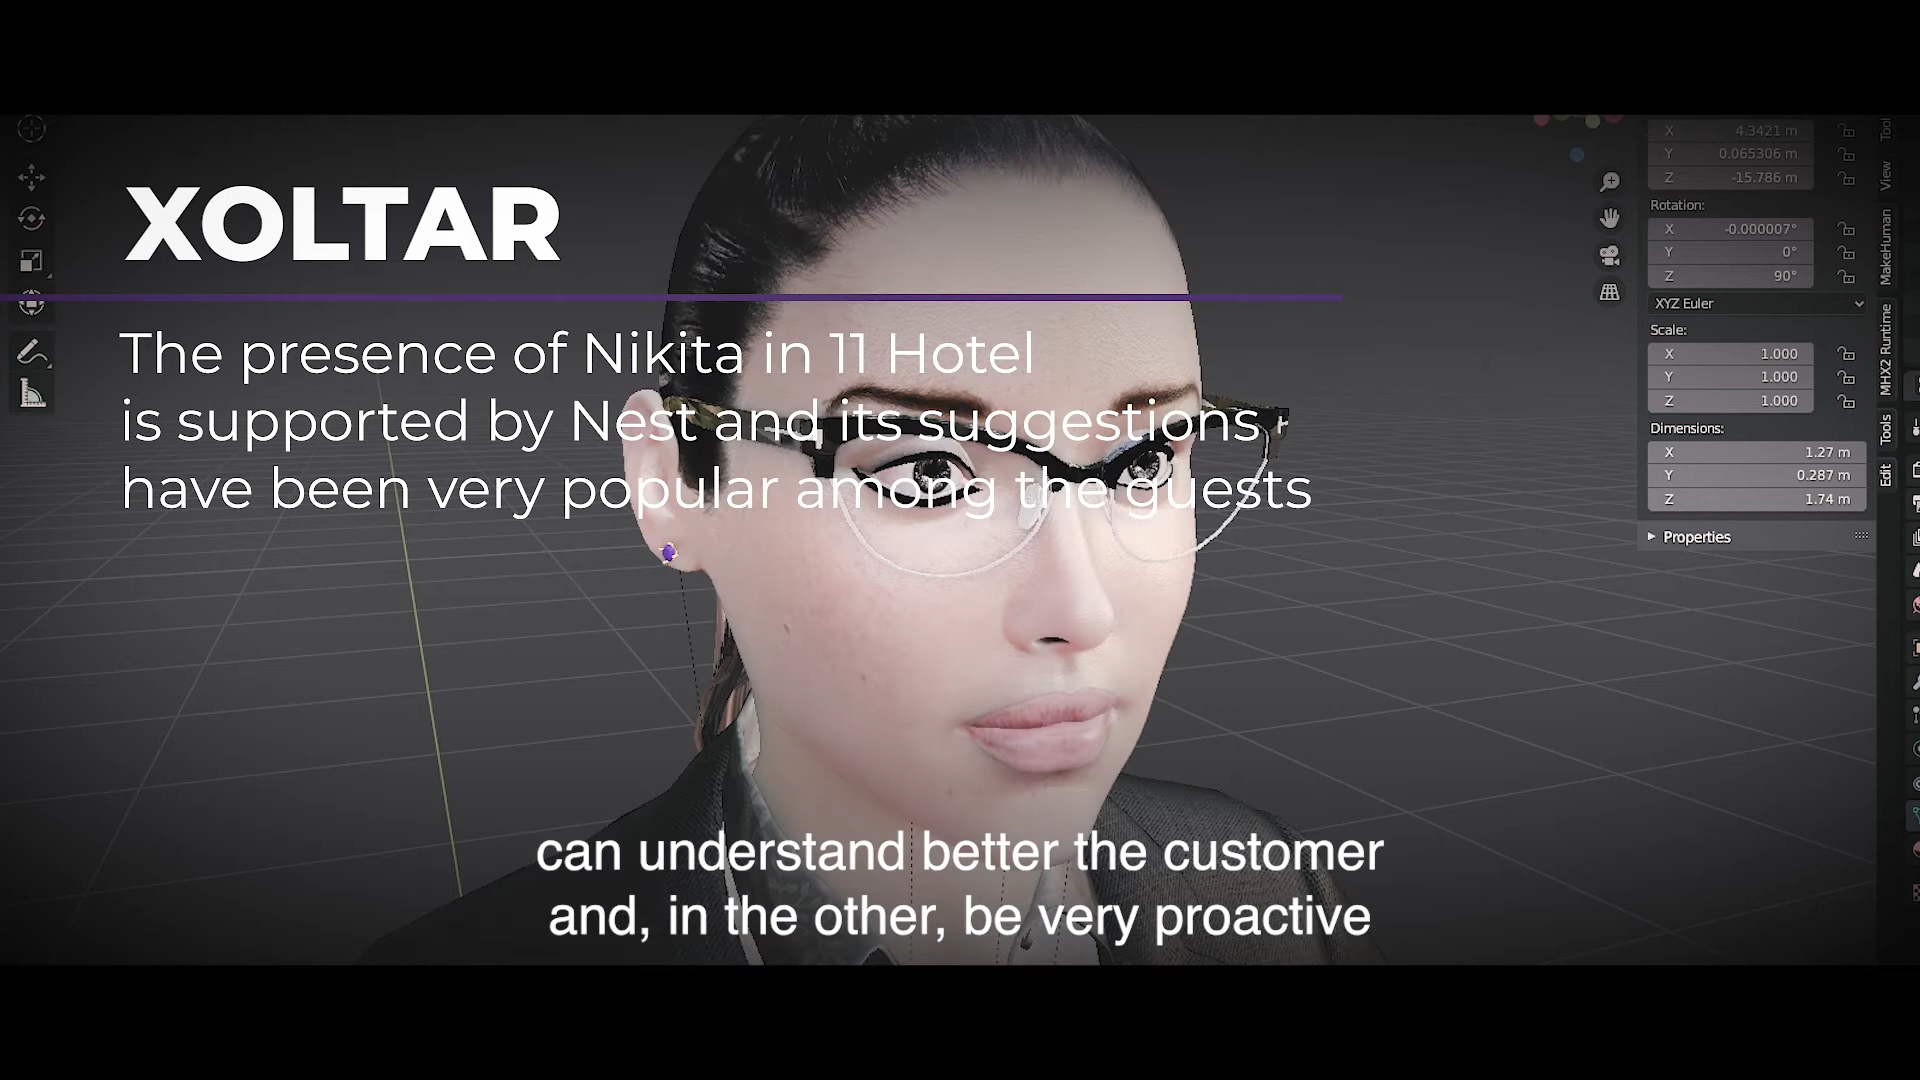 XOLTAR
The presence of Nikita in 11 Hotel
is supported by Nest and its suggestions
have been very popular among the guests
can understand better the customer
and, in the other, be very proactive
X 4.3421 m
Y 0.065306 m
Z -15.786 m
Rotation:
X -0.000007°
Y 0°
Z 90°
XYZ Euler
Scale:
X 1.000
Y 1.000
Z 1.000
Dimensions:
X 1.27 m
Y 0.287 m
Z 1.74 m
Properties
Tool
View
MakeHuman
MHX2 Runtime
Tools
Edit